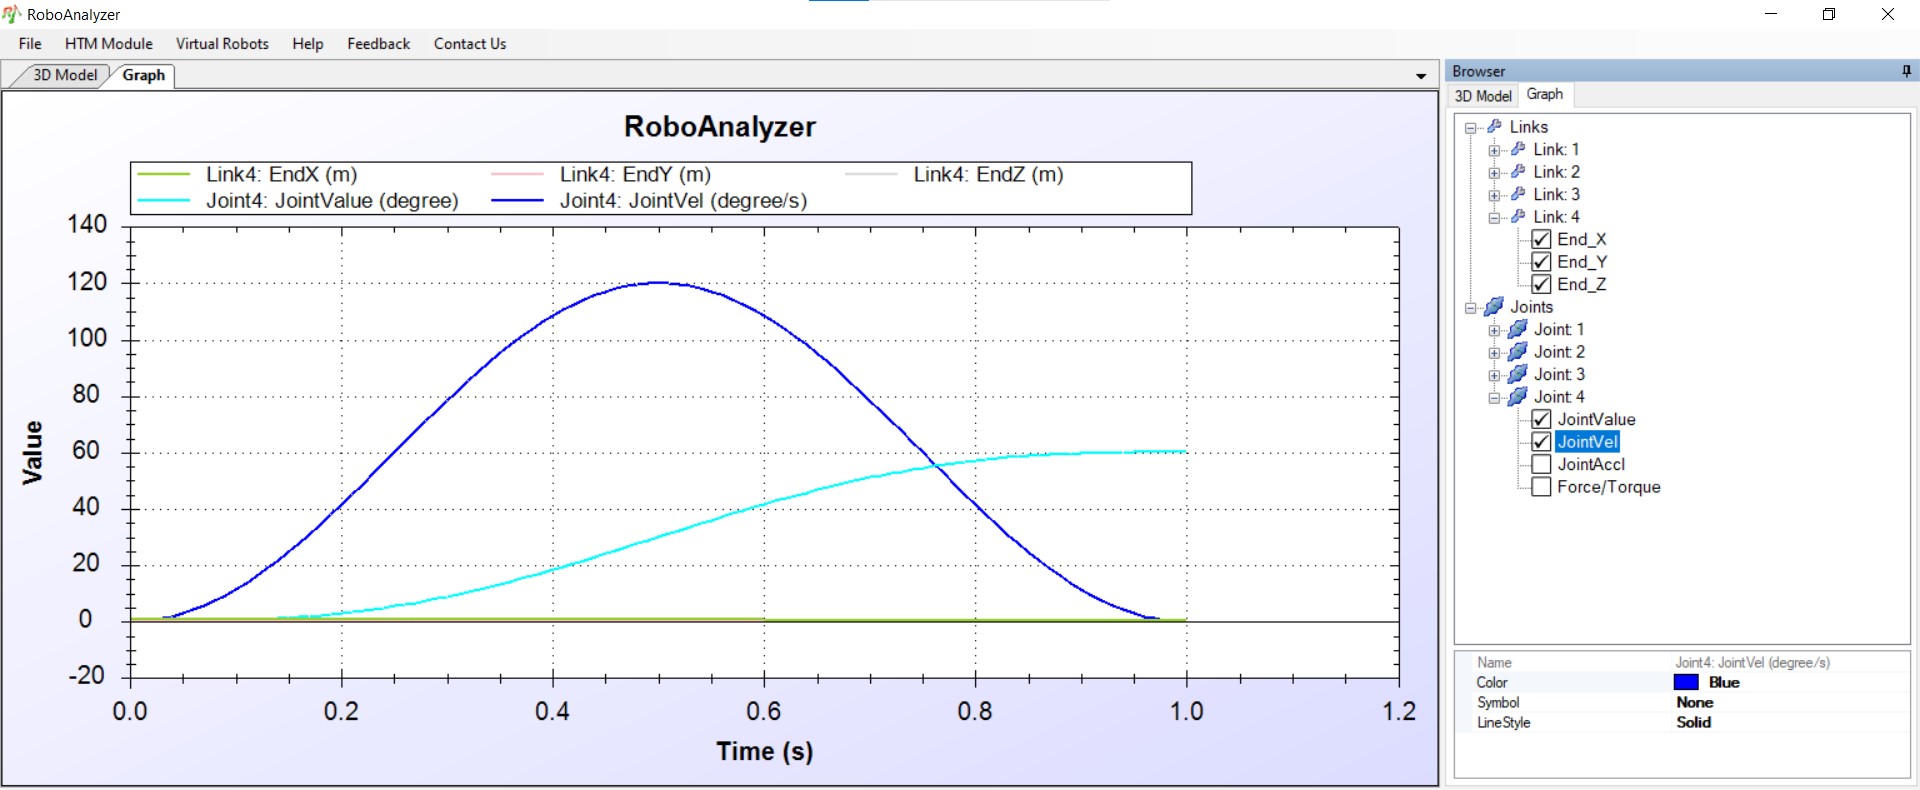 RoboAnalyzer
File HTM Module Virtual Robots Help Feedback Contact Us
3D Model Graph
RoboAnalyzer
Link4: EndX (m) Link4: EndY (m) Link4: EndZ (m)
Joint4: JointValue (degree) Joint4: JointVel (degree/s)
140
120
100
80
60
40
20
0
-20
Value
0.0 0.2 0.4 0.6 0.8 1.0 1.2
Time (s)
Browser
3D Model Graph
Links
Link: 1
Link: 2
Link: 3
Link: 4
End_X
End_Y
End_Z
Joints
Joint: 1
Joint: 2
Joint: 3
Joint: 4
JointValue
JointVel
JointAccl
Force/Torque
Name Joint4: JointVel (degree/s)
Color Blue
Symbol None
LineStyle Solid